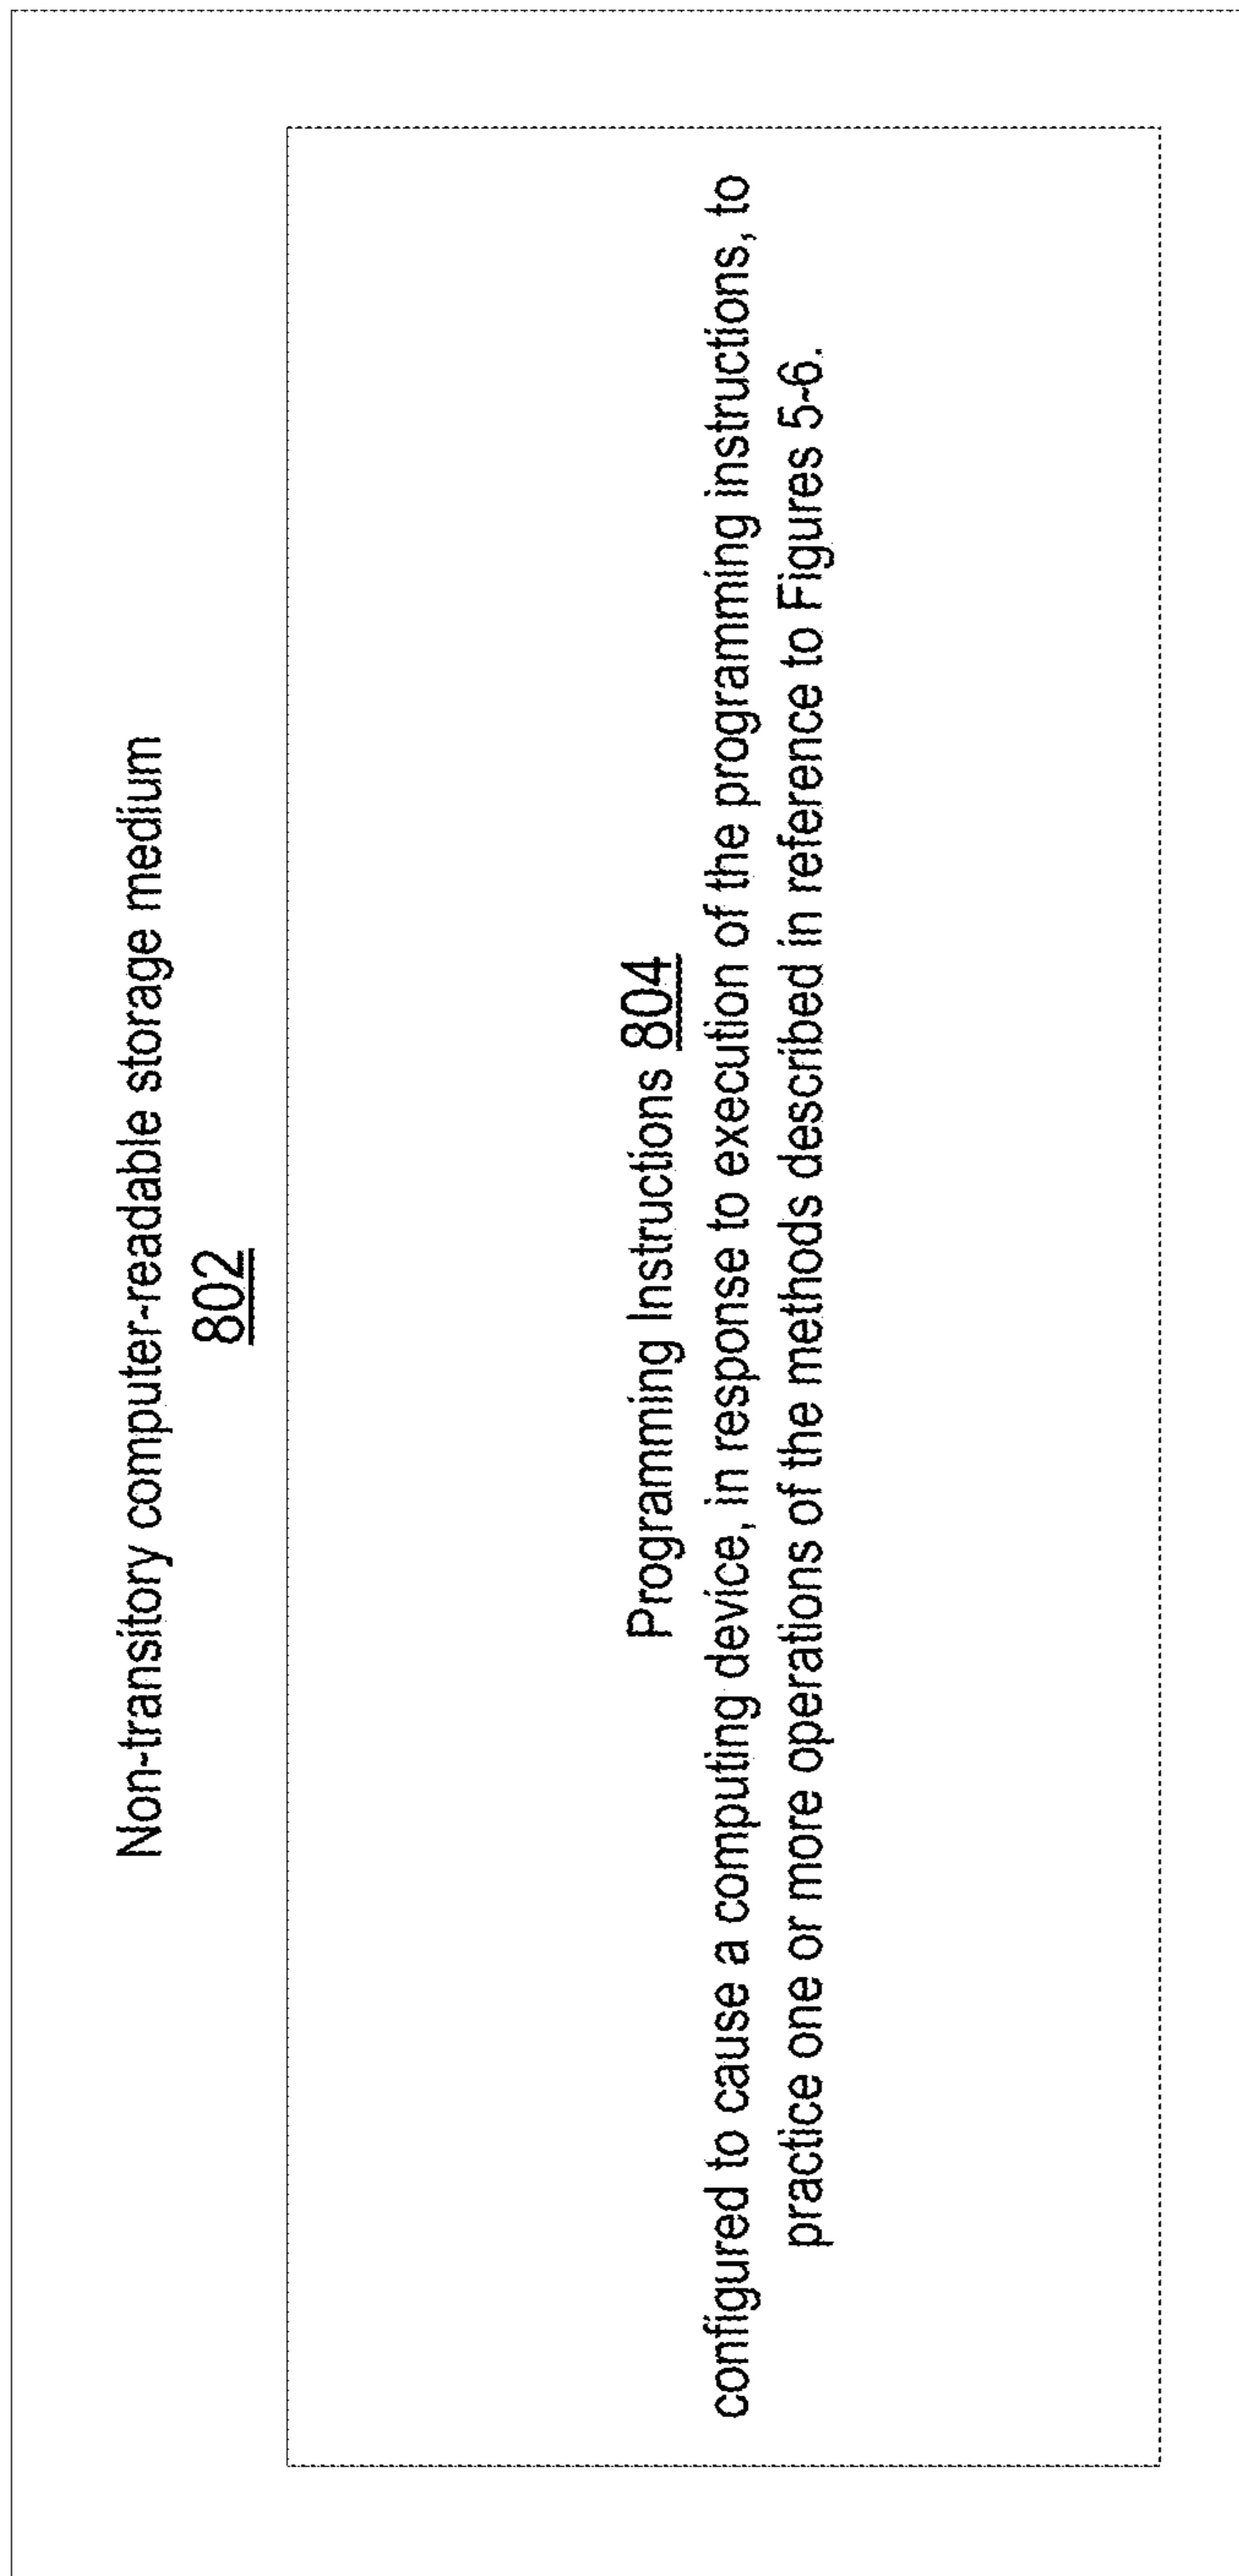 Non-transitory computer-readable storage medium
802
Programming Instructions 804
configured to cause a computing device, in response to execution of the programming instructions, to
practice one or more operations of the methods described in reference to Figures 5-6.